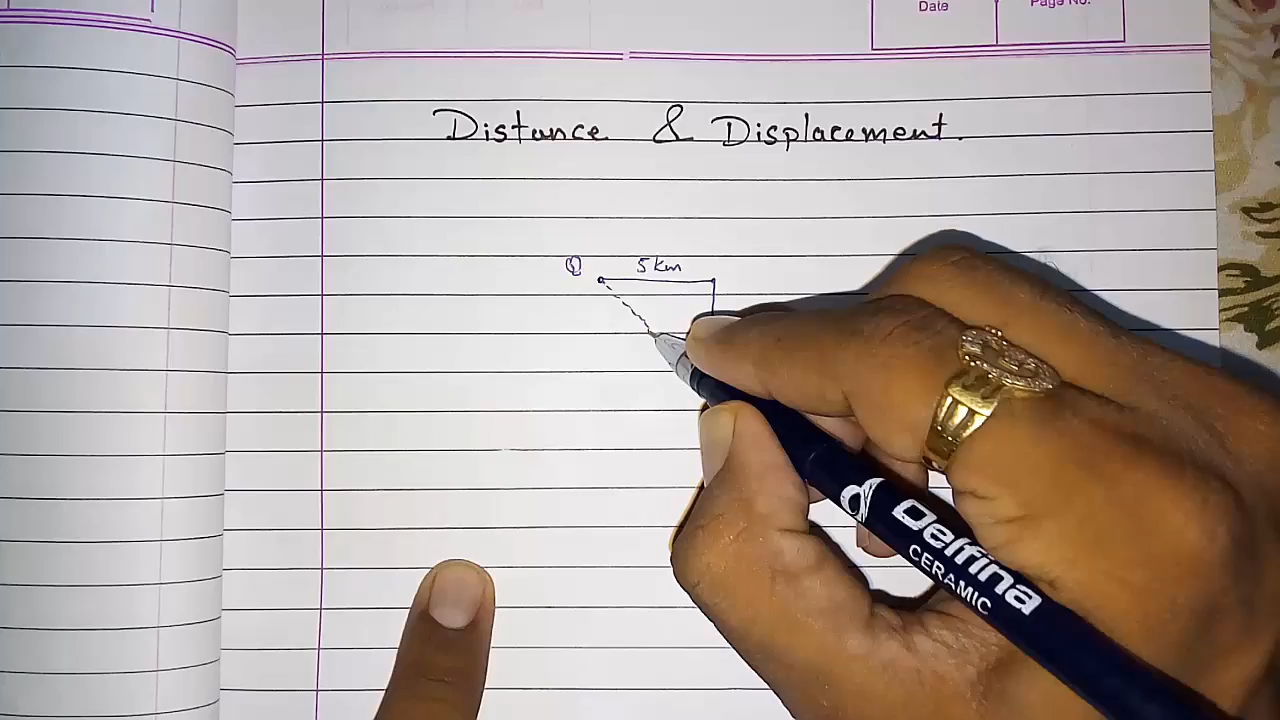 Date
Page No.
Distance & Displacement.
Q 5 km
Delfina
CERAMIC